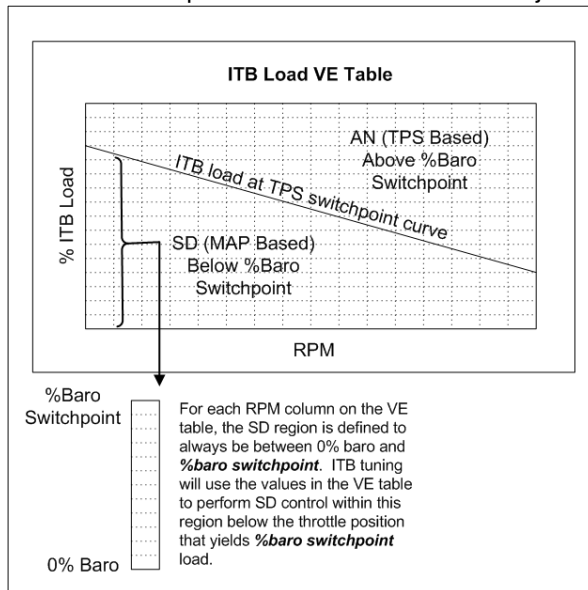 ITB Load VE Table
AN (TPS Based)
Above %Baro
Switchpoint
ITB load at TPS switchpoint curve
% ITB Load
SD (MAP Based)
Below %Baro
Switchpoint
RPM
%Baro
Switchpoint
For each RPM column on the VE
table, the SD region is defined to
always be between 0% baro and
%baro switchpoint. ITB tuning
will use the values in the VE table
to perform SD control within this
region below the throttle position
that yields %baro switchpoint
load.
0% Baro